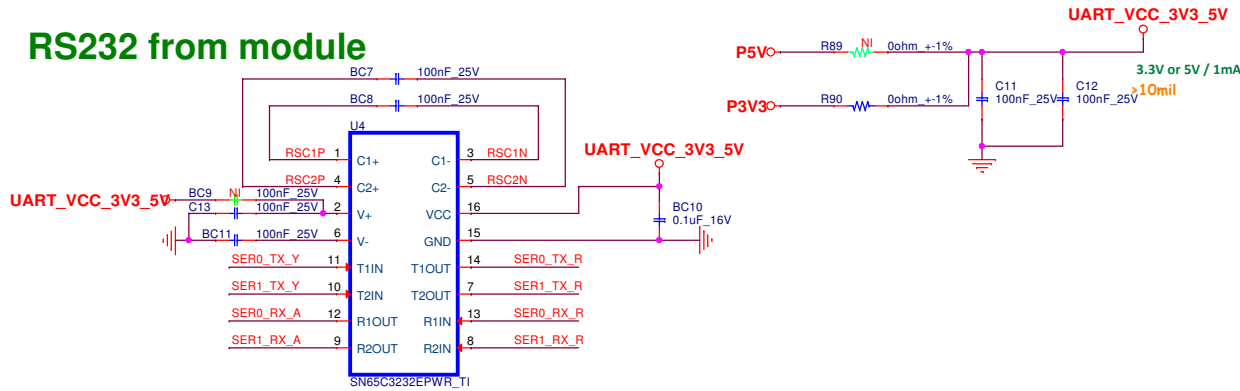 RS232 from module
UART_VCC_3V3_5V
P5V R89 NI 0ohm_+-1%
3.3V or 5V / 1mA
>10mil
P3V3 R90 0ohm_+-1%
C11 100nF_25V
C12 100nF_25V
BC7 100nF_25V
BC8 100nF_25V
U4
RSC1P 1 C1+ C1- 3 RSC1N
RSC2P 4 C2+ C2- 5 RSC2N
UART_VCC_3V3_5V
UART_VCC_3V3_5V
BC9 NI 100nF_25V
C13 100nF_25V 2 V+ VCC 16
BC10
0.1uF_16V
BC11 100nF_25V 6 V- GND 15
SER0_TX_Y 11 T1IN T1OUT 14 SER0_TX_R
SER1_TX_Y 10 T2IN T2OUT 7 SER1_TX_R
SER0_RX_A 12 R1OUT R1IN 13 SER0_RX_R
SER1_RX_A 9 R2OUT R2IN 8 SER1_RX_R
SN65C3232EPWR_TI